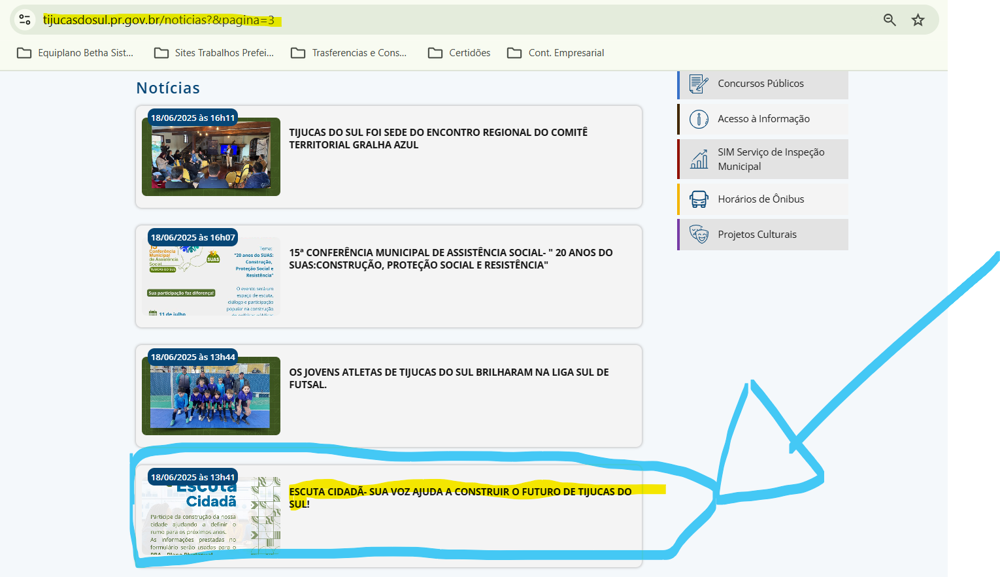 tijucasdosul.pr.gov.br/noticias?&pagina=3
Equiplano Betha Sist...
Sites Trabalhos Prefei...
Trasferencias e Cons...
Certidões
Cont. Empresarial
Notícias
18/06/2025 às 16h11
TIJUCAS DO SUL FOI SEDE DO ENCONTRO REGIONAL DO COMITÊ
TERRITORIAL GRALHA AZUL
18/06/2025 às 16h07
Conferência
Municipal
de Assistência
Social
TIJUCAS DO SUL
SUAS
Sua participação faz diferença!
11 de julho
Tema:
"20 anos do SUAS:
Construção,
Proteção Social e
Resistência"
O evento será um
espaço de escuta,
diálogo e participação
popular na construção
de políticas públicas
15ª CONFERÊNCIA MUNICIPAL DE ASSISTÊNCIA SOCIAL- " 20 ANOS DO
SUAS:CONSTRUÇÃO, PROTEÇÃO SOCIAL E RESISTÊNCIA"
18/06/2025 às 13h44
OS JOVENS ATLETAS DE TIJUCAS DO SUL BRILHARAM NA LIGA SUL DE
FUTSAL.
18/06/2025 às 13h41
Escuta
Cidadã
Participe da construção da nossa
cidade ajudando a definir o
rumo para os próximos anos.
As informações prestadas no
formulário serão usadas para o
PPA - Plano Plurianual
ESCUTA CIDADÃ- SUA VOZ AJUDA A CONSTRUIR O FUTURO DE TIJUCAS DO
SUL!
Concursos Públicos
Acesso à Informação
SIM Serviço de Inspeção
Municipal
Horários de Ônibus
Projetos Culturais